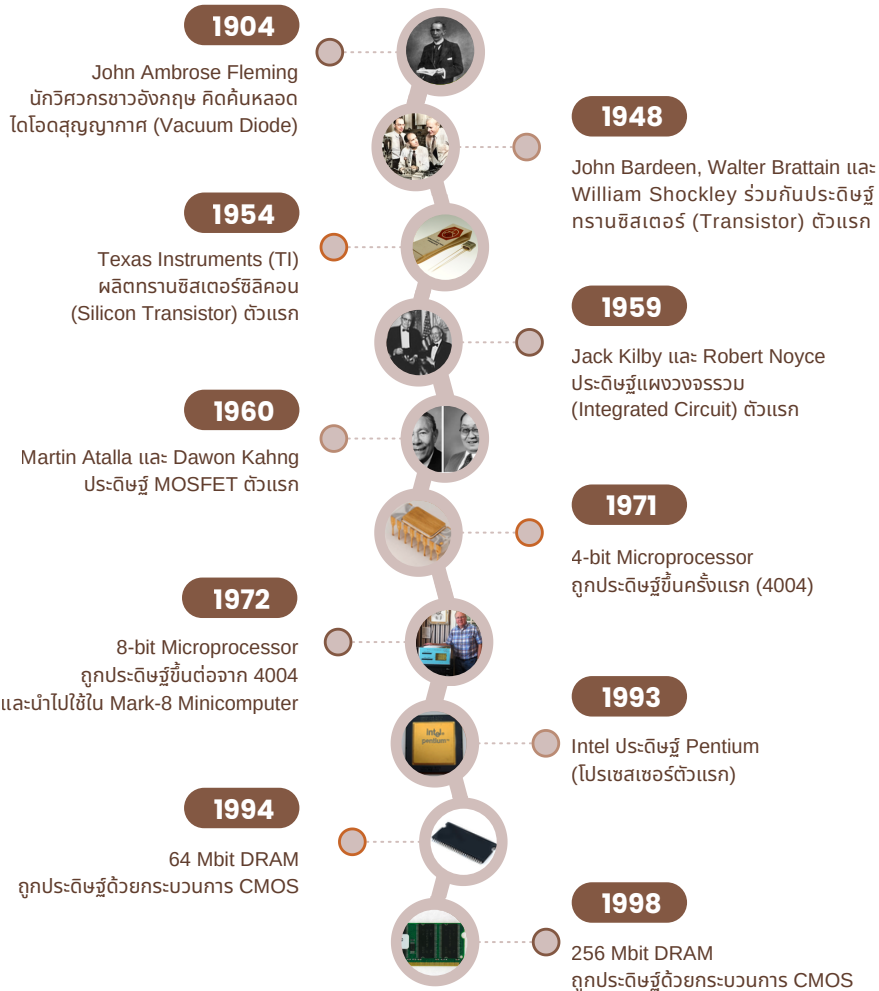 1904
John Ambrose Fleming
นักวิศวกรชาวอังกฤษ คิดค้นหลอด
ไดโอดสุญญากาศ (Vacuum Diode)
1948
John Bardeen, Walter Brattain และ
William Shockley ร่วมกันประดิษฐ์
ทรานซิสเตอร์ (Transistor) ตัวแรก
1954
Texas Instruments (TI)
ผลิตทรานซิสเตอร์ซิลิคอน
(Silicon Transistor) ตัวแรก
1959
Jack Kilby และ Robert Noyce
ประดิษฐ์แผงวงจรรวม
(Integrated Circuit) ตัวแรก
1960
Martin Atalla และ Dawon Kahng
ประดิษฐ์ MOSFET ตัวแรก
1971
4-bit Microprocessor
ถูกประดิษฐ์ขึ้นครั้งแรก (4004)
1972
8-bit Microprocessor
ถูกประดิษฐ์ขึ้นต่อจาก 4004
และนำไปใช้ใน Mark-8 Minicomputer
1993
Intel ประดิษฐ์ Pentium
(โปรเซสเซอร์ตัวแรก)
intel
pentium
1994
64 Mbit DRAM
ถูกประดิษฐ์ด้วยกระบวนการ CMOS
1998
256 Mbit DRAM
ถูกประดิษฐ์ด้วยกระบวนการ CMOS